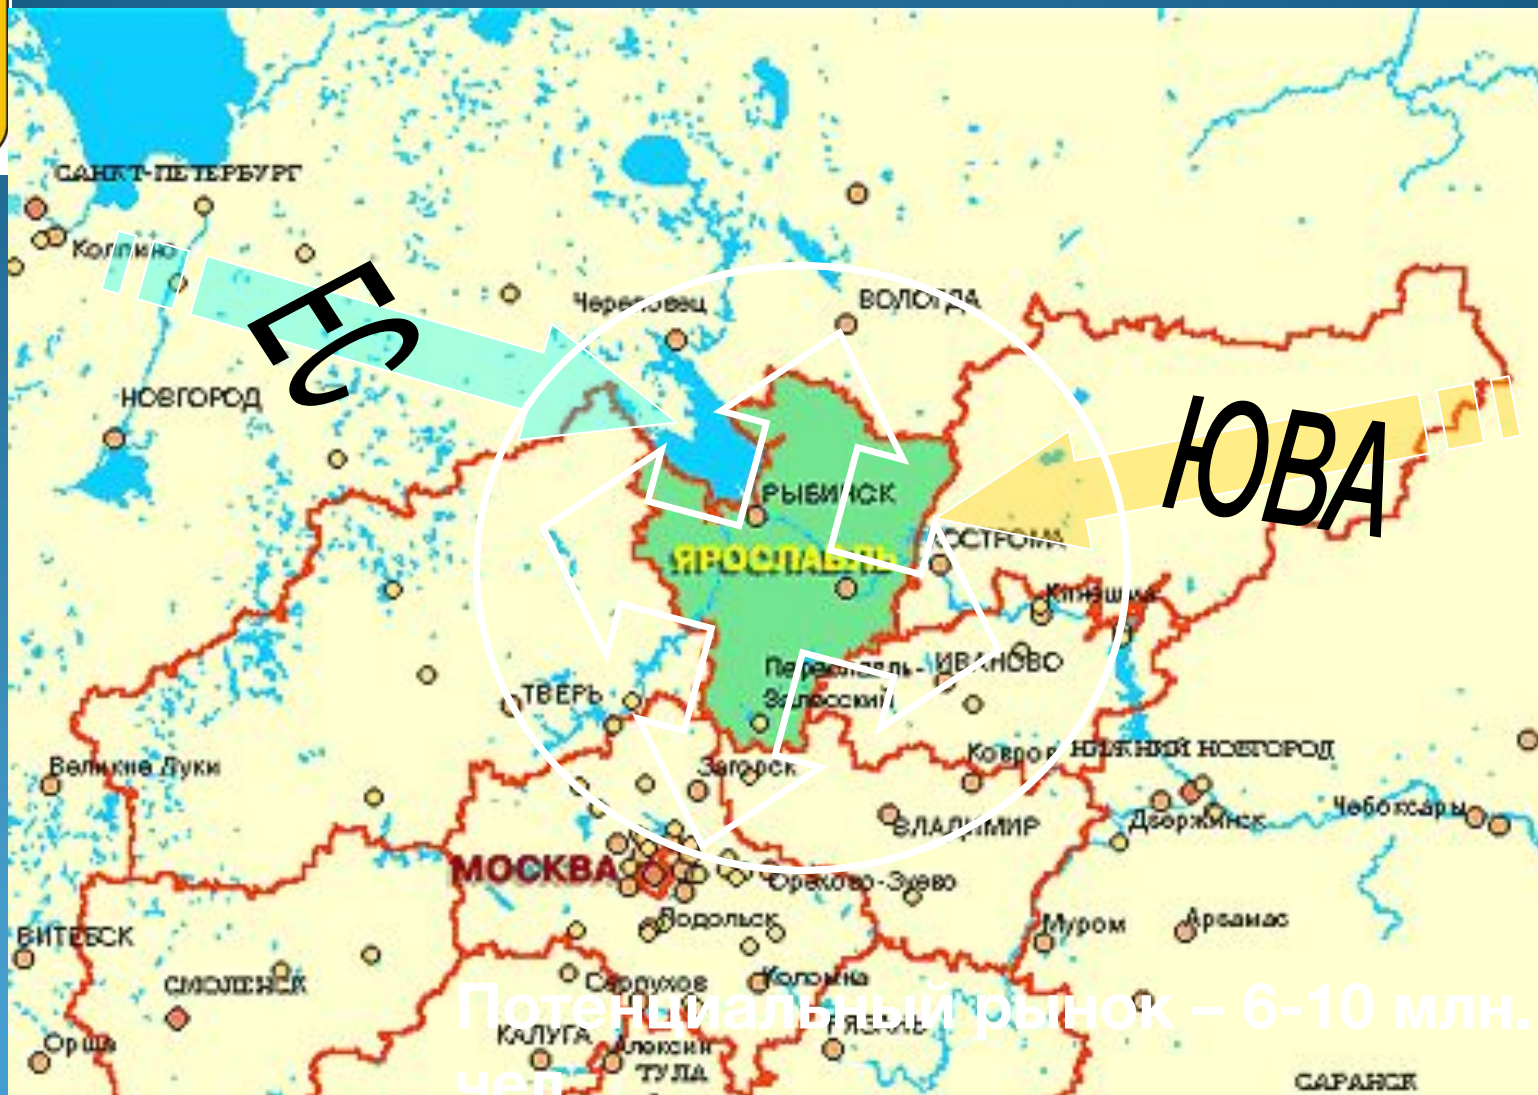 САНКТ-ПЕТЕРБУРГ
Колпино
ЕС
Череповец
ВОЛОГДА
НОВГОРОД
ЮВА
РЫБИНСК
ЯРОСЛАВЛЬ
КОСТРОМА
Кинешма
Переславль-
Залесский
ИВАНОВО
ТВЕРЬ
Великие Луки
Загорск
Ковров
НИЖНИЙ НОВГОРОД
Дзержинск
Чебоксары
ВЛАДИМИР
МОСКВА
Орехово-Зуево
Подольск
Муром
Арзамас
ВИТЕБСК
СМОЛЕНСК
Серпухов
Коломна
Потенциальный рынок – 6-10 млн.
чел.
КАЛУГА
РЯЗАНЬ
Орша
Алексин
ТУЛА
САРАНСК